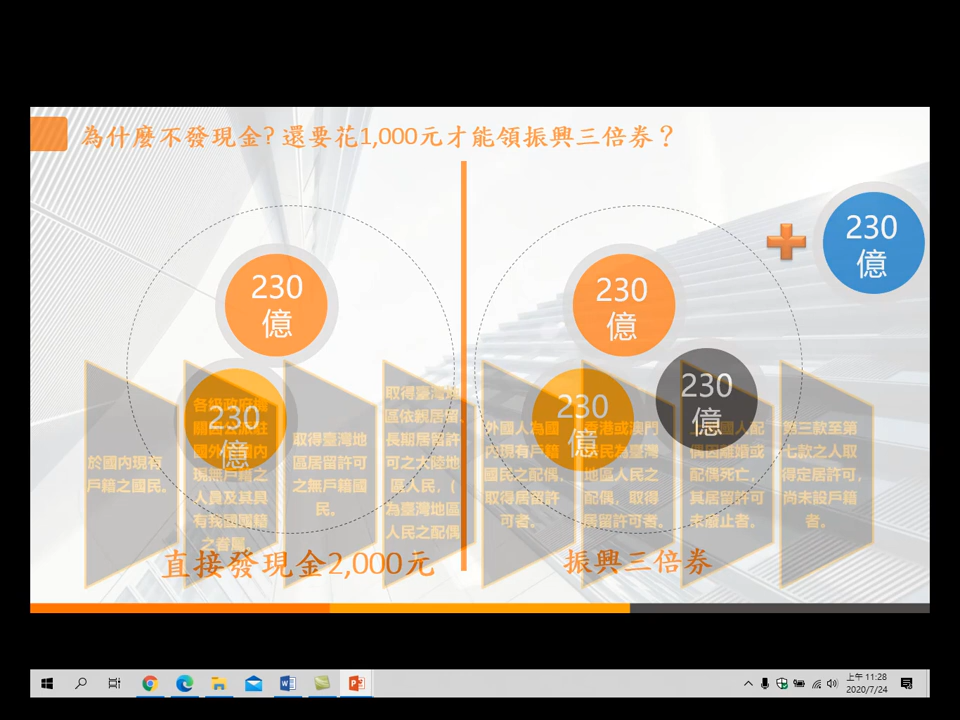 為什麼不發現金? 還要花1,000元才能領振興三倍券？
230
億
230
億
230
億
230
億
230
億
230
億
於國內現有
戶籍之國民。
各級政府機
人員及其具
取得臺灣地
區居留許可
之無戶籍國
民。
區依親居留、
長期居留許
可之大陸地
區人民，(
為臺灣地區
人民之配偶
外國人為國
內現有戶籍
國民之配偶，
取得居留許
可者。
香港或澳門
居民為臺灣
地區人民之
配偶，取得
居留許可者。
配偶死亡，
其居留許可
未廢止者。
第三款至第
七款之人取
得定居許可，
尚未設戶籍
者。
直接發現金2,000元
振興三倍券
上午 11:28
2020/7/24